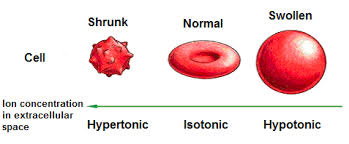 Shrunk Normal Swollen
Cell
Ion concentration
in extracellular
space
Hypertonic Isotonic Hypotonic